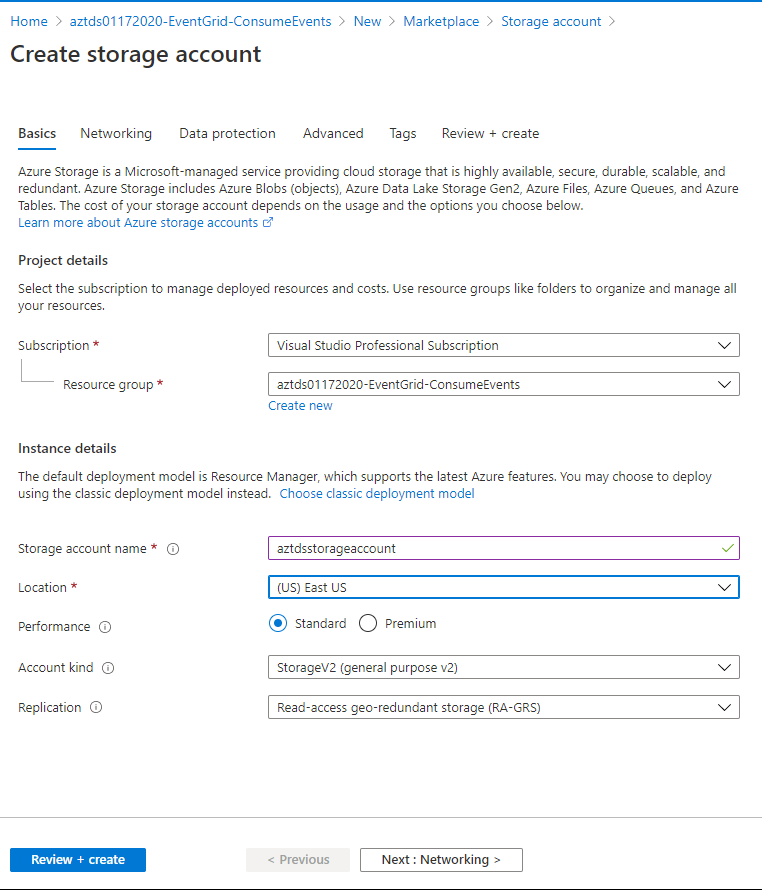 Home > aztds01172020-EventGrid-ConsumeEvents > New > Marketplace > Storage account >
Create storage account
Basics Networking Data protection Advanced Tags Review + create
Azure Storage is a Microsoft-managed service providing cloud storage that is highly available, secure, durable, scalable, and
redundant. Azure Storage includes Azure Blobs (objects), Azure Data Lake Storage Gen2, Azure Files, Azure Queues, and Azure
Tables. The cost of your storage account depends on the usage and the options you choose below.
Learn more about Azure storage accounts
Project details
Select the subscription to manage deployed resources and costs. Use resource groups like folders to organize and manage all
your resources.
Subscription * Visual Studio Professional Subscription
Resource group * aztds01172020-EventGrid-ConsumeEvents
Create new
Instance details
The default deployment model is Resource Manager, which supports the latest Azure features. You may choose to deploy
using the classic deployment model instead. Choose classic deployment model
Storage account name * aztdsstorageaccount
Location * (US) East US
Performance Standard Premium
Account kind StorageV2 (general purpose v2)
Replication Read-access geo-redundant storage (RA-GRS)
Review + create < Previous Next : Networking >